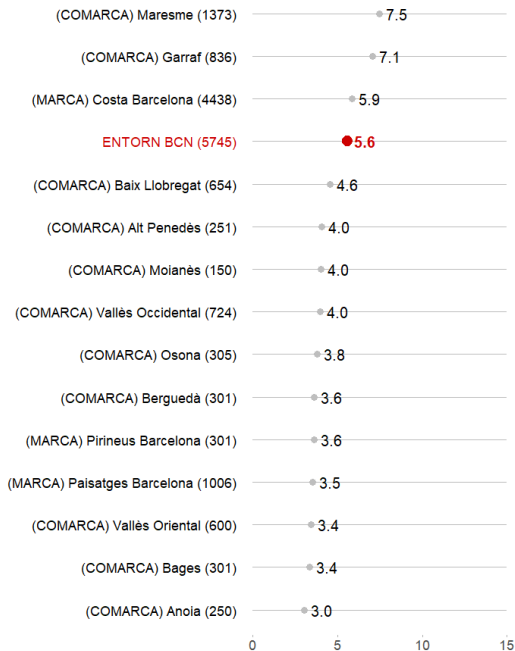 (COMARCA) Maresme (1373) 7.5
(COMARCA) Garraf (836) 7.1
(MARCA) Costa Barcelona (4438) 5.9
ENTORN BCN (5745) 5.6
(COMARCA) Baix Llobregat (654) 4.6
(COMARCA) Alt Penedès (251) 4.0
(COMARCA) Moianès (150) 4.0
(COMARCA) Vallès Occidental (724) 4.0
(COMARCA) Osona (305) 3.8
(COMARCA) Berguedà (301) 3.6
(MARCA) Pirineus Barcelona (301) 3.6
(MARCA) Paisatges Barcelona (1006) 3.5
(COMARCA) Vallès Oriental (600) 3.4
(COMARCA) Bages (301) 3.4
(COMARCA) Anoia (250) 3.0
0 5 10 15